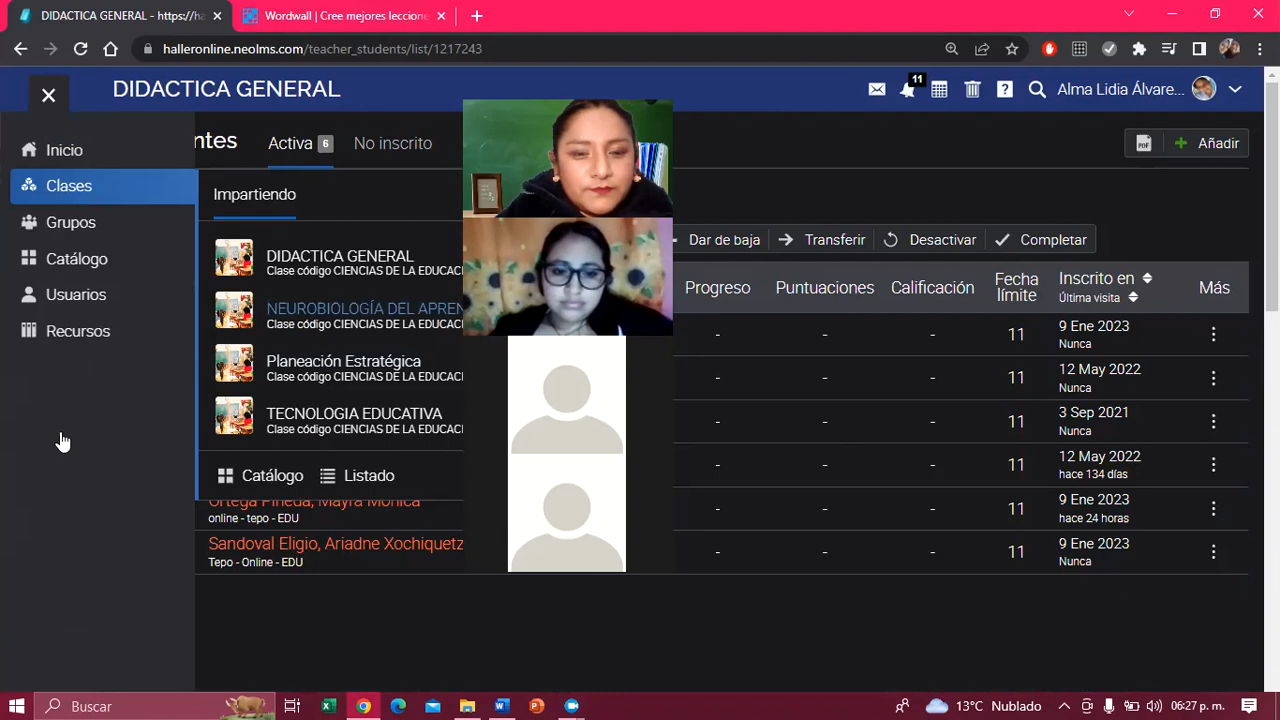 DIDACTICA GENERAL - https://ha
Wordwall | Cree mejores leccione
halleronline.neolms.com/teacher_students/list/1217243
DIDACTICA GENERAL
11
Alma Lidia Álvare...
Inicio
Clases
Grupos
Catálogo
Usuarios
Recursos
ntes
Activa 6
No inscrito
PDF
Añadir
Impartiendo
DIDACTICA GENERAL
Clase código CIENCIAS DE LA EDUCAC
NEUROBIOLOGÍA DEL APREN
Clase código CIENCIAS DE LA EDUCAC
Planeación Estratégica
Clase código CIENCIAS DE LA EDUCAC
TECNOLOGIA EDUCATIVA
Clase código CIENCIAS DE LA EDUCAC
Catálogo
Listado
Dar de baja
Transferir
Desactivar
Completar
Progreso
Puntuaciones
Calificación
Fecha límite
Inscrito en
Última visita
Más
- - - 11 9 Ene 2023
Nunca
- - - 11 12 May 2022
Nunca
- - - 11 3 Sep 2021
Nunca
- - - 11 12 May 2022
hace 134 días
Ortega Pineda, Mayra Monica
online - tepo - EDU
- - - 11 9 Ene 2023
hace 24 horas
Sandoval Eligio, Ariadne Xochiquetz
Tepo - Online - EDU
- - - 11 9 Ene 2023
Nunca
Buscar
13°C Nublado
06:27 p. m.